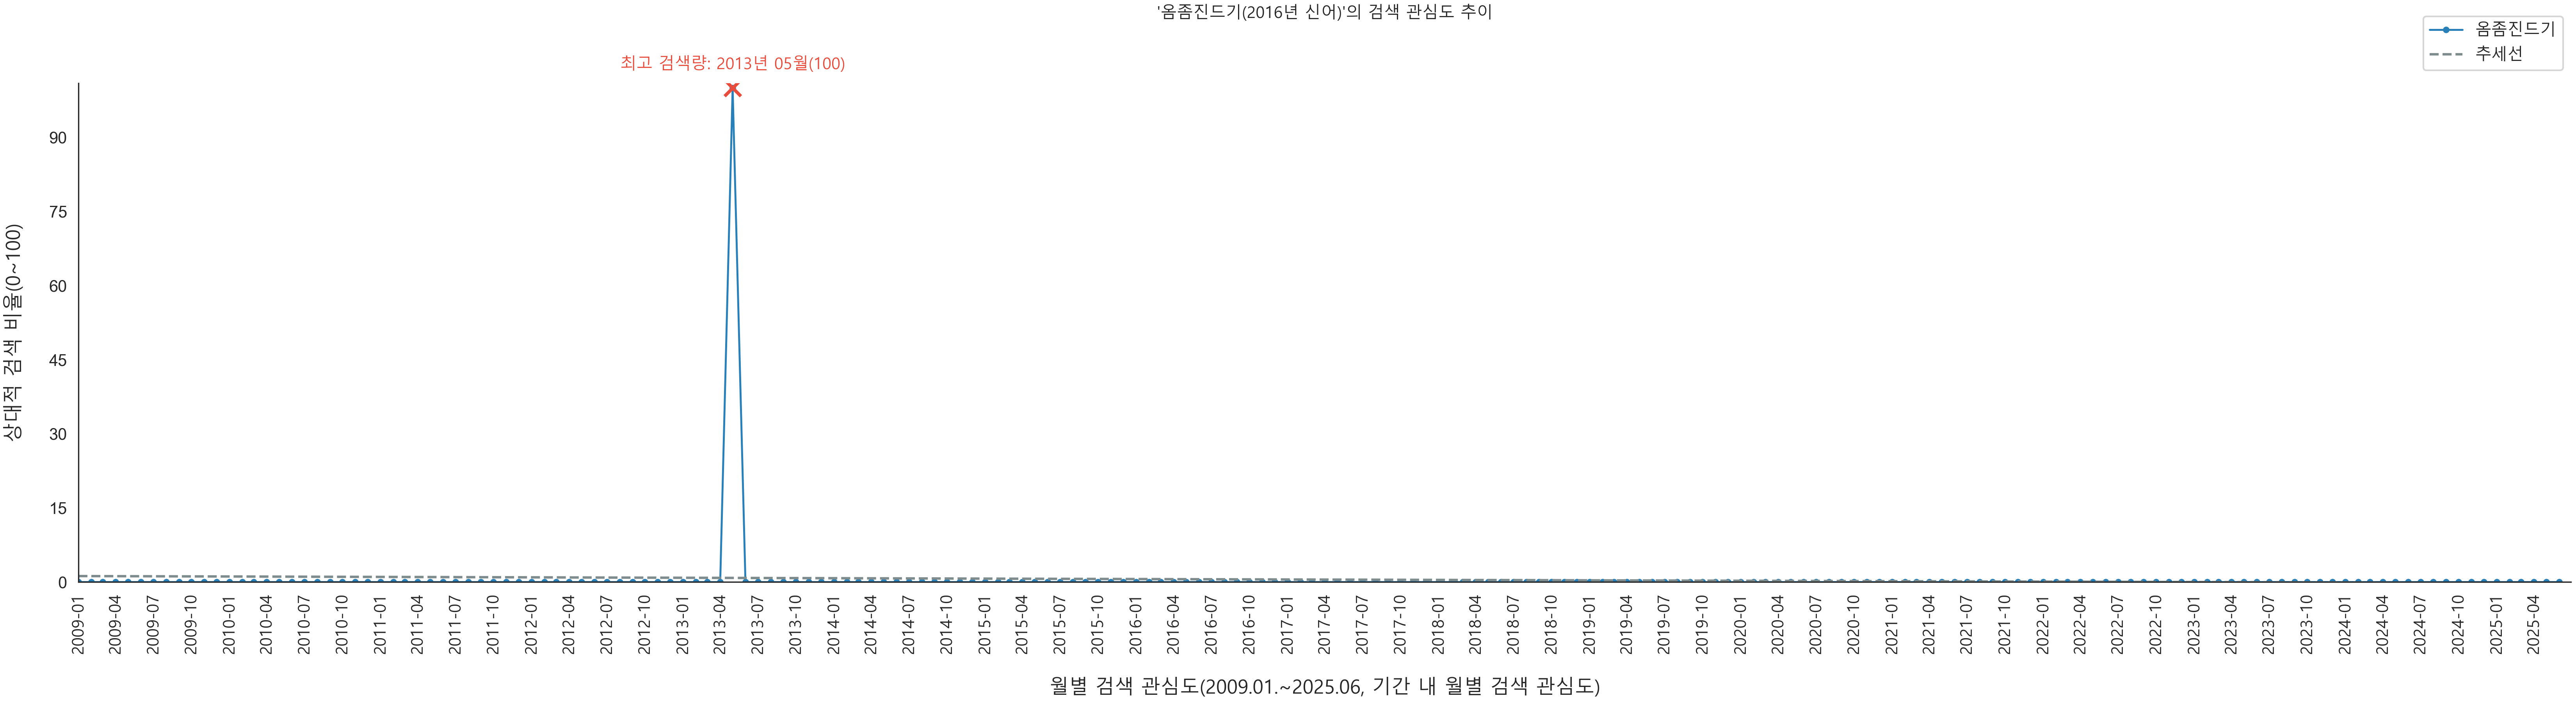 '옴좀진드기(2016년 신어)'의 검색 관심도 추이
옴좀진드기
추세선
최고 검색량: 2013년 05월(100)
상대적 검색 비율(0~100)
90
75
60
45
30
15
0
2009-01 2009-04 2009-07 2009-10 2010-01 2010-04 2010-07 2010-10 2011-01 2011-04 2011-07 2011-10 2012-01 2012-04 2012-07 2012-10 2013-01 2013-04 2013-07 2013-10 2014-01 2014-04 2014-07 2014-10 2015-01 2015-04 2015-07 2015-10 2016-01 2016-04 2016-07 2016-10 2017-01 2017-04 2017-07 2017-10 2018-01 2018-04 2018-07 2018-10 2019-01 2019-04 2019-07 2019-10 2020-01 2020-04 2020-07 2020-10 2021-01 2021-04 2021-07 2021-10 2022-01 2022-04 2022-07 2022-10 2023-01 2023-04 2023-07 2023-10 2024-01 2024-04 2024-07 2024-10 2025-01 2025-04
월별 검색 관심도(2009.01.~2025.06, 기간 내 월별 검색 관심도)